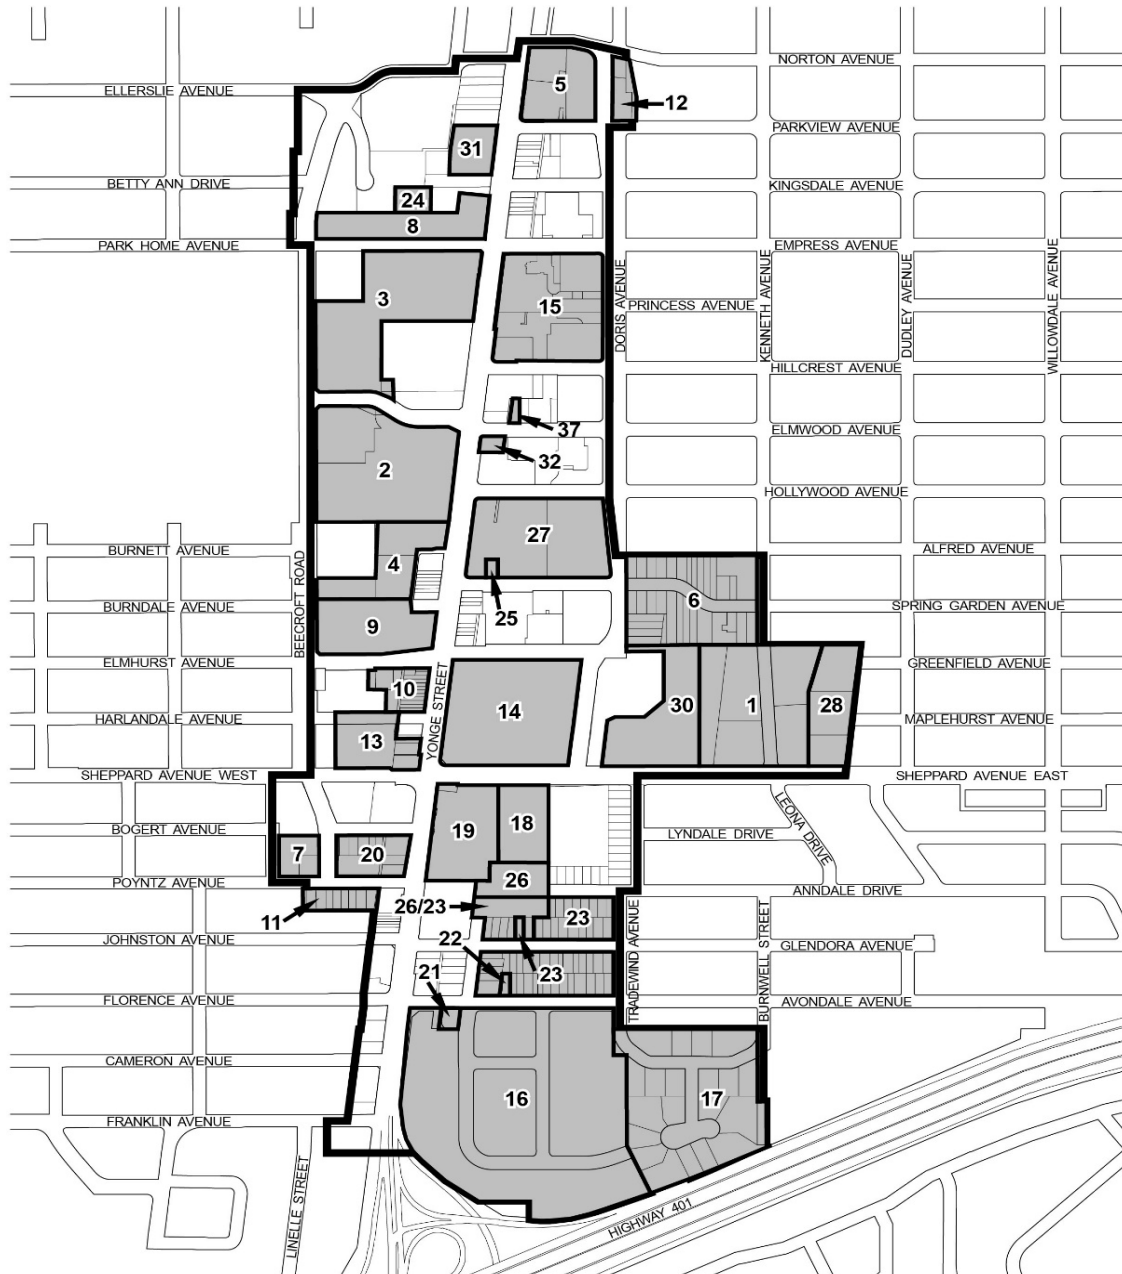 NORTON AVENUE
5
ELLERSLIE AVENUE
12
PARKVIEW AVENUE
31
BETTY ANN DRIVE
KINGSDALE AVENUE
24
8
PARK HOME AVENUE
EMPRESS AVENUE
3
15
DORIS AVENUE
PRINCESS AVENUE
KENNETH AVENUE
DUDLEY AVENUE
WILLOWDALE AVENUE
HILLCREST AVENUE
37
ELMWOOD AVENUE
32
2
HOLLYWOOD AVENUE
27
BURNETT AVENUE
ALFRED AVENUE
4
BEECROFT ROAD
25
6
BURNDALE AVENUE
SPRING GARDEN AVENUE
9
ELMHURST AVENUE
GREENFIELD AVENUE
10
YONGE STREET
14
30
1
28
HARLANDALE AVENUE
MAPLEHURST AVENUE
13
SHEPPARD AVENUE WEST
SHEPPARD AVENUE EAST
19
18
LEONA DRIVE
BOGERT AVENUE
LYNDALE DRIVE
7
20
POYNTZ AVENUE
26
ANNDALE DRIVE
26/23
23
11
TRADEWIND AVENUE
BURNWELL STREET
JOHNSTON AVENUE
22
GLENDORA AVENUE
21
23
FLORENCE AVENUE
AVONDALE AVENUE
CAMERON AVENUE
16
17
FRANKLIN AVENUE
LINELLE STREET
HIGHWAY 401